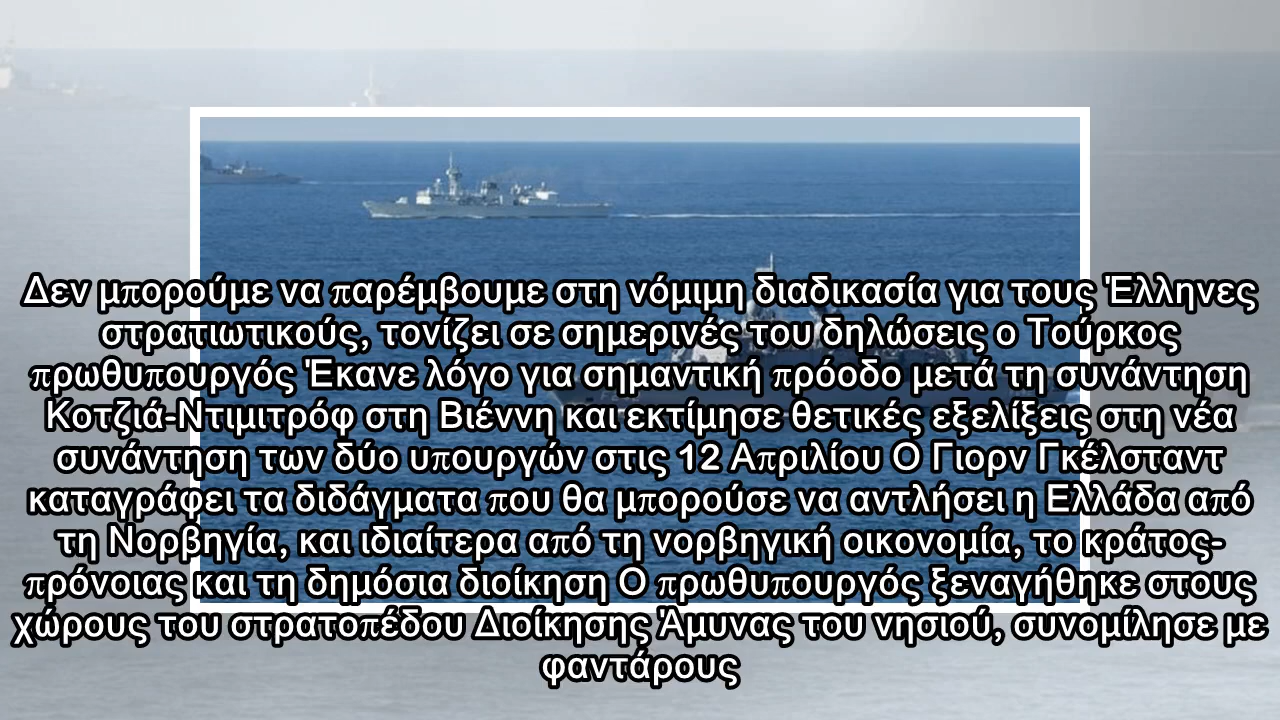 Δεν μπορούμε να παρέμβουμε στη νόμιμη διαδικασία για τους Έλληνες
στρατιωτικούς, τονίζει σε σημερινές του δηλώσεις ο Τούρκος
πρωθυπουργός Έκανε λόγο για σημαντική πρόοδο μετά τη συνάντηση
Κοτζιά-Ντιμιτρόφ στη Βιέννη και εκτίμησε θετικές εξελίξεις στη νέα
συνάντηση των δύο υπουργών στις 12 Απριλίου Ο Γιορν Γκέλσταντ
καταγράφει τα διδάγματα που θα μπορούσε να αντλήσει η Ελλάδα από
τη Νορβηγία, και ιδιαίτερα από τη νορβηγική οικονομία, το κράτος-
πρόνοιας και τη δημόσια διοίκηση Ο πρωθυπουργός ξεναγήθηκε στους
χώρους του στρατοπέδου Διοίκησης Άμυνας του νησιού, συνομίλησε με
φαντάρους